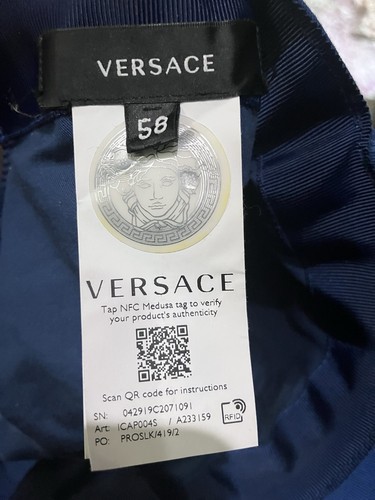 VERSACE
58
VERSACE
Tap NFC Medusa tag to verify
your product's authenticity
Scan QR code for instructions
SN: 042919C2071091
Art: ICAP004S / A233159
PO: PROSLK/419/2
RFID